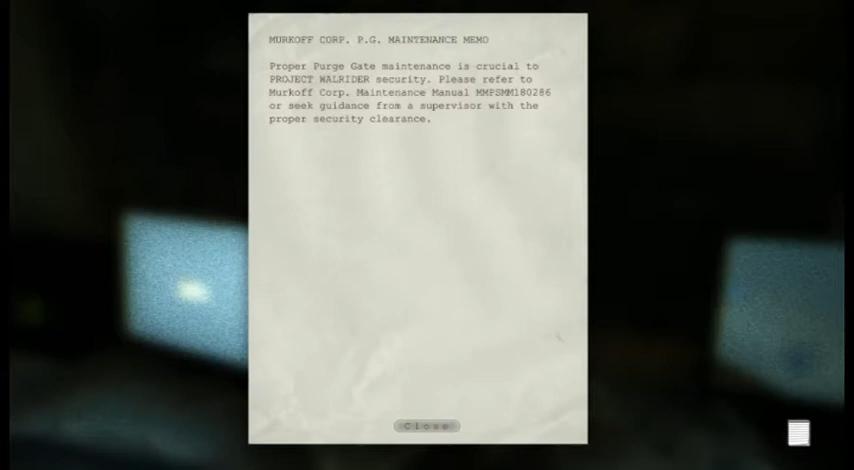 MURKOFF CORP. P.G. MAINTENANCE MEMO
Proper Purge Gate maintenance is crucial to
PROJECT WALRIDER security. Please refer to
Murkoff Corp. Maintenance Manual MMPSMM180286
or seek guidance from a supervisor with the
proper security clearance.
Close